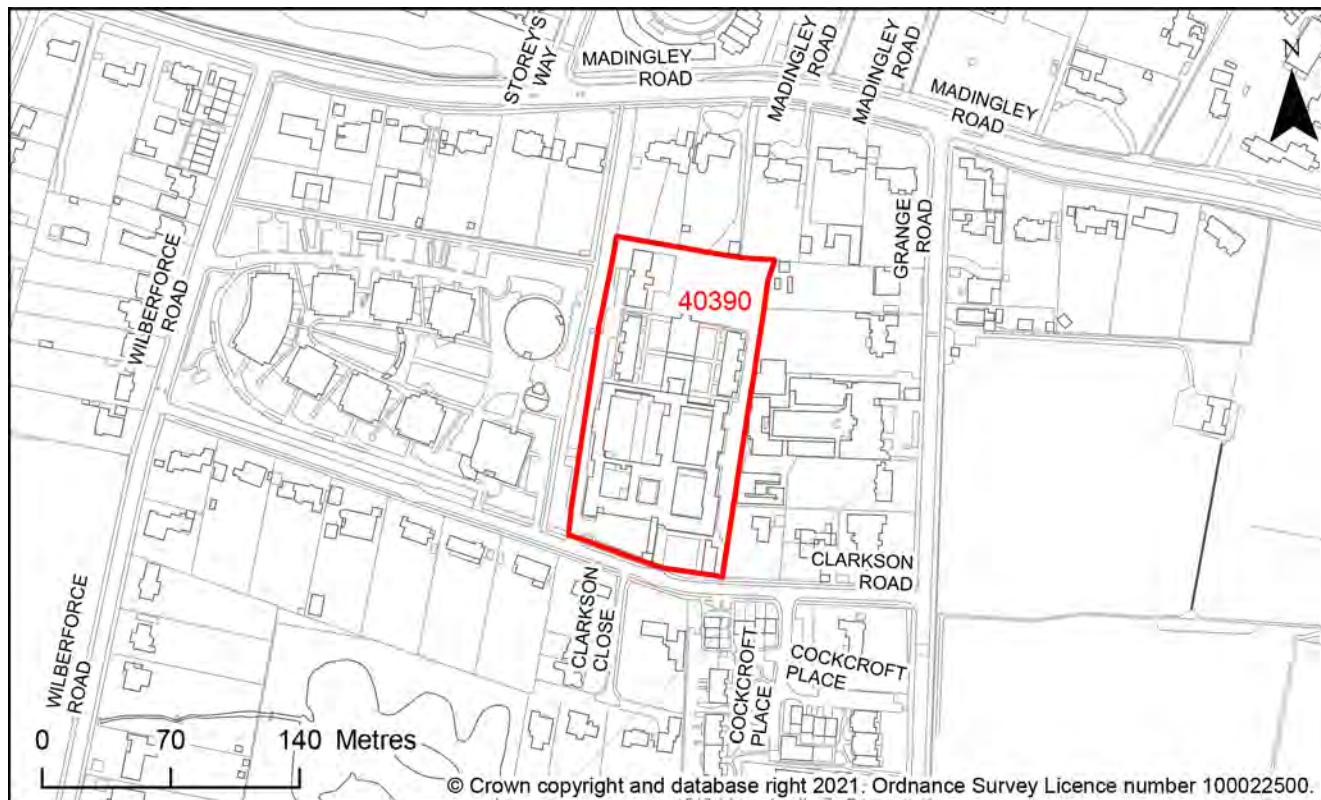 STOREY'S
WAY
MADINGLEY
ROAD
MADINGLEY
ROAD
MADINGLEY
ROAD
MADINGLEY
ROAD
N
WILBERFORCE
ROAD
GRANGE
ROAD
40390
CLARKSON
ROAD
CLARKSON
CLOSE
COCKCROFT
PLACE
COCKCROFT
PLACE
WILBERFORCE
ROAD
0 70 140 Metres
© Crown copyright and database right 2021. Ordnance Survey Licence number 100022500.